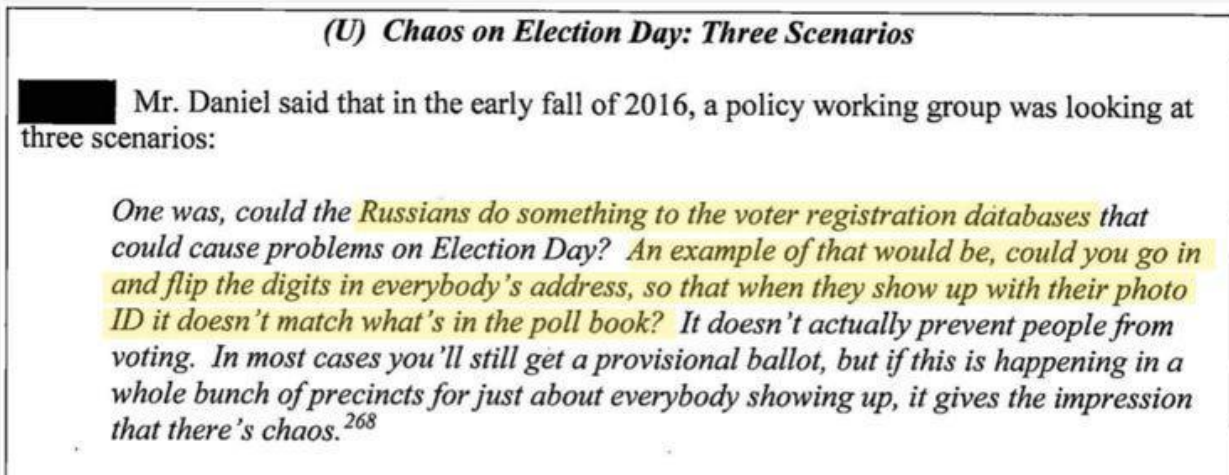 (U) Chaos on Election Day: Three Scenarios
Mr. Daniel said that in the early fall of 2016, a policy working group was looking at
three scenarios:
One was, could the Russians do something to the voter registration databases that
could cause problems on Election Day? An example of that would be, could you go in
and flip the digits in everybody's address, so that when they show up with their photo
ID it doesn't match what's in the poll book? It doesn't actually prevent people from
voting. In most cases you'll still get a provisional ballot, but if this is happening in a
whole bunch of precincts for just about everybody showing up, it gives the impression
that there's chaos.268